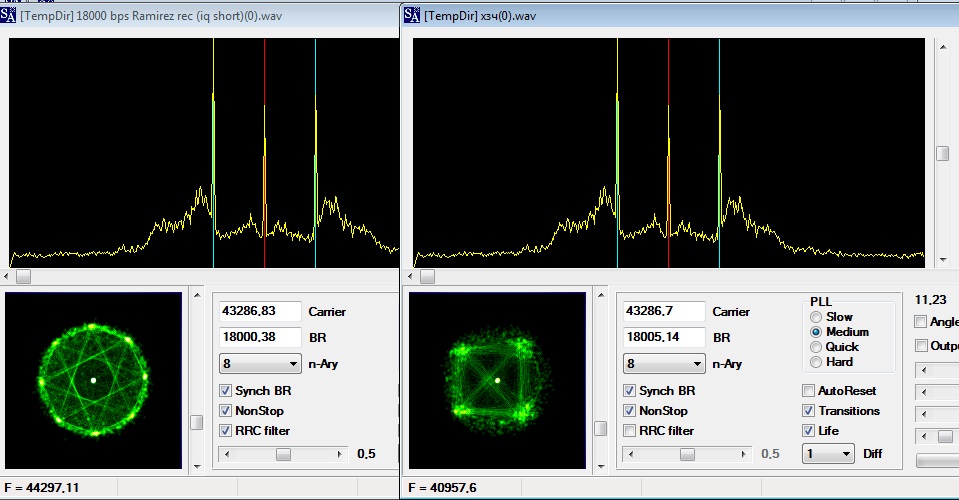 SA [TempDir] 18000 bps Ramirez rec (iq short)(0).wav
43286,83 Carrier
18000,38 BR
8 n-Ary
Synch BR
NonStop
RRC filter
0,5
F = 44297,11
SA [TempDir] хзч(0).wav
43286,7 Carrier
18005,14 BR
8 n-Ary
Synch BR
NonStop
RRC filter
0,5
PLL
Slow
Medium
Quick
Hard
AutoReset
Transitions
Life
1 Diff
11,23
Angle
Outpu
F = 40957,6